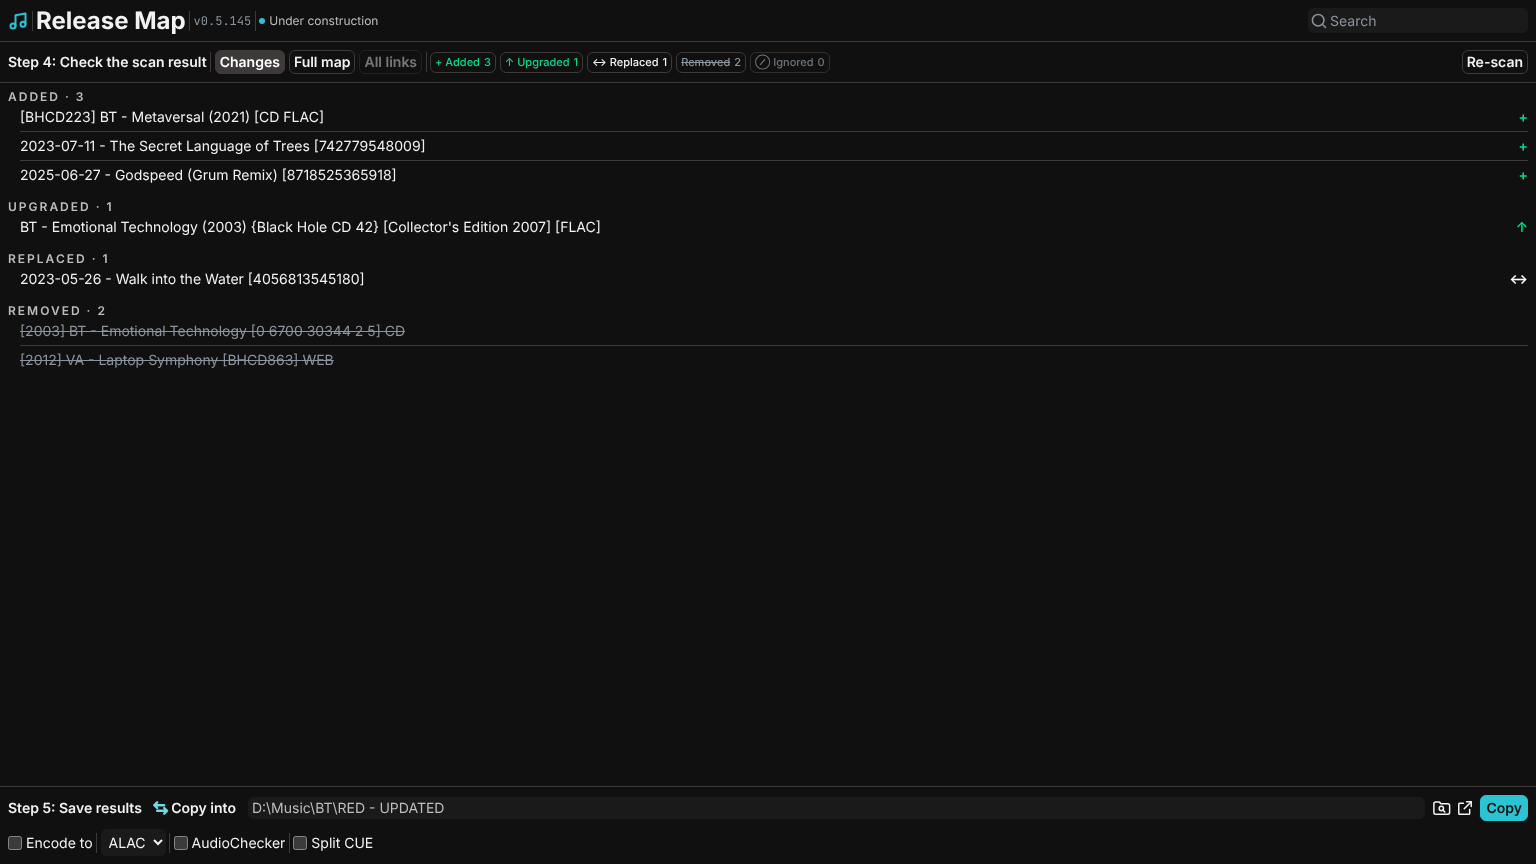 Release Map v0.5.145 Under construction Search
Step 4: Check the scan result Changes Full map All links + Added 3 ↑ Upgraded 1 ↔ Replaced 1 Removed 2 Ignored 0 Re-scan
ADDED · 3
[BHCD223] BT - Metaversal (2021) [CD FLAC] +
2023-07-11 - The Secret Language of Trees [742779548009] +
2025-06-27 - Godspeed (Grum Remix) [8718525365918] +
UPGRADED · 1
BT - Emotional Technology (2003) {Black Hole CD 42} [Collector's Edition 2007] [FLAC] ↑
REPLACED · 1
2023-05-26 - Walk into the Water [4056813545180] ↔
REMOVED · 2
[2003] BT - Emotional Technology [0 6700 30344 2 5] CD
[2012] VA - Laptop Symphony [BHCD863] WEB
Step 5: Save results Copy into D:\Music\BT\RED - UPDATED Copy
Encode to ALAC AudioChecker Split CUE